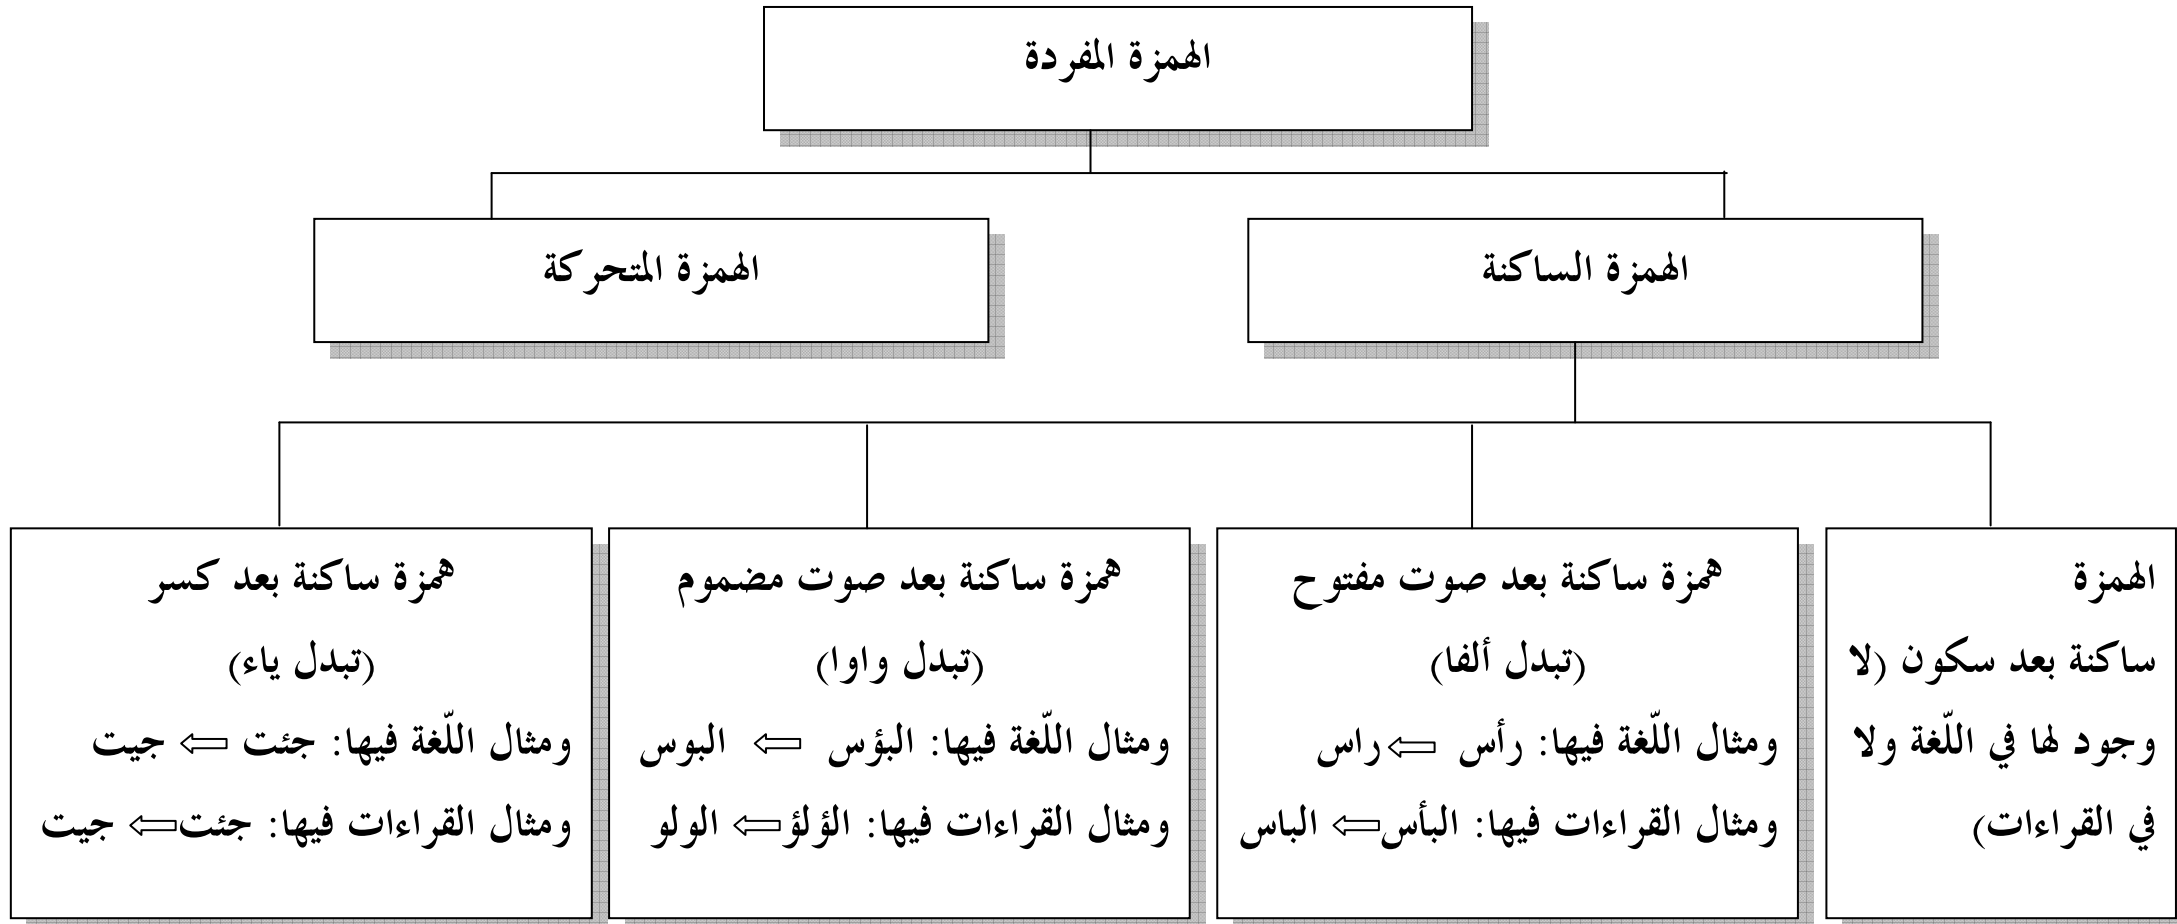 الهمزة المفردة
الهمزة الساكنة
الهمزة المتحركة
الهمزة
ساكنة بعد سكون (لا
وجود لها في اللّغة ولا
في القراءات)
همزة ساكنة بعد صوت مفتوح
(تبدل ألفا)
ومثال اللّغة فيها: رأس ⇐ راس
ومثال القراءات فيها: البأس ⇐ الباس
همزة ساكنة بعد صوت مضموم
(تبدل واوا)
ومثال اللّغة فيها: البؤس ⇐ البوس
ومثال القراءات فيها: الؤلؤ ⇐ الولو
همزة ساكنة بعد كسر
(تبدل ياء)
ومثال اللّغة فيها: جئت ⇐ جيت
ومثال القراءات فيها: جئت ⇐ جيت